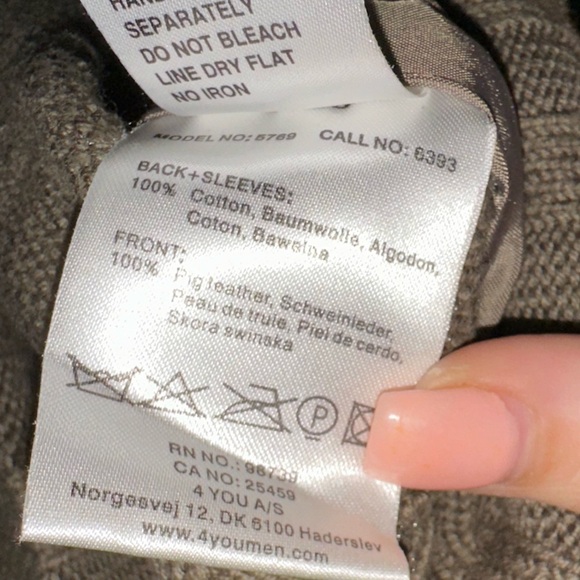 HAND
SEPARATELY
DO NOT BLEACH
LINE DRY FLAT
NO IRON
MODEL NO: 5769 CALL NO: 6393
BACK+SLEEVES:
100% Cotton, Baumwolle, Algodon,
Coton, Bawelna
FRONT:
100% Pig leather, Schweinleder,
Peau de truie, Piel de cerdo,
Skora swinska
P
RN NO.: 96739
CA NO: 25459
4 YOU A/S
Norgesvej 12, DK 6100 Haderslev
www.4youmen.com